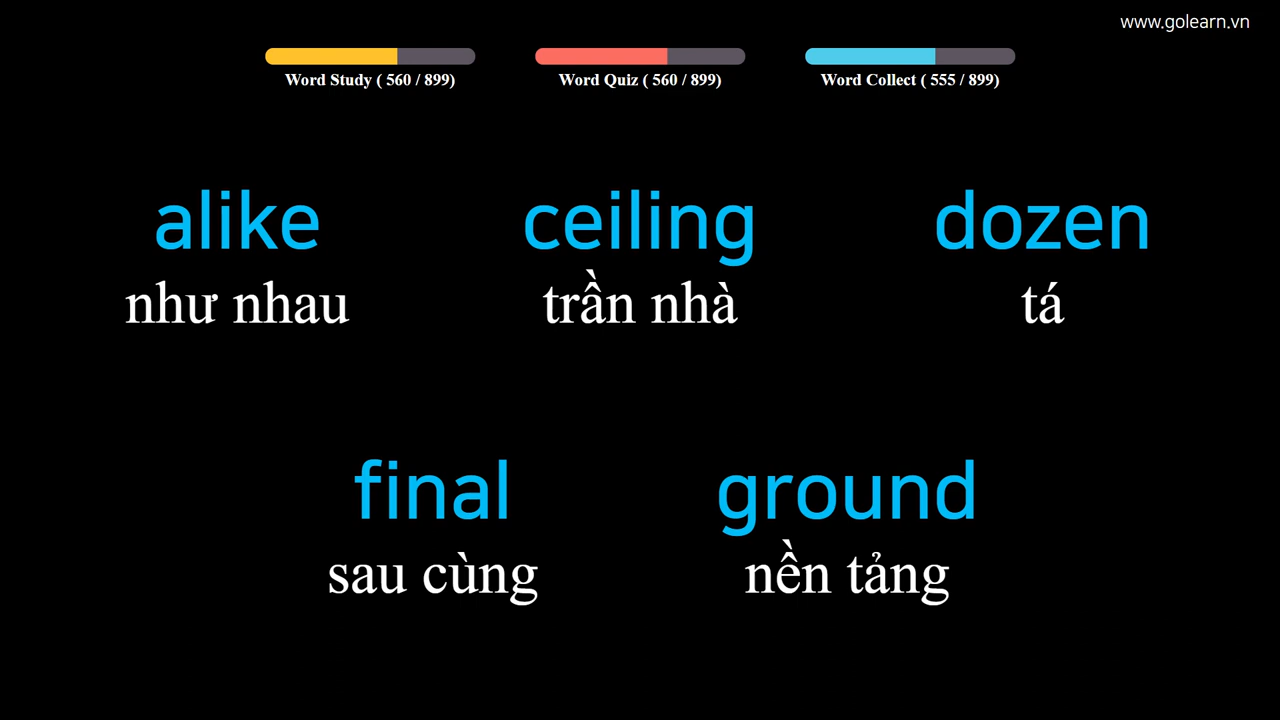 www.golearn.vn
Word Study ( 560 / 899)
Word Quiz ( 560 / 899)
Word Collect ( 555 / 899)
alike
như nhau
ceiling
trần nhà
dozen
tá
final
sau cùng
ground
nền tảng